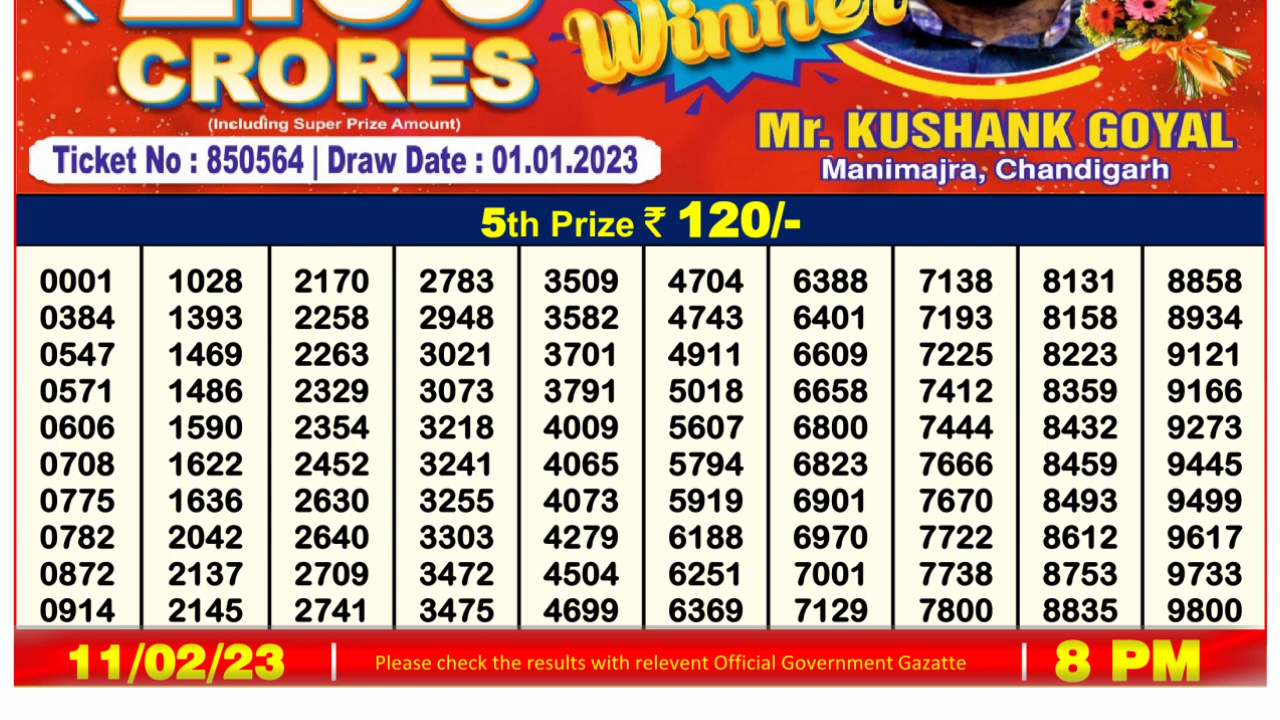 CRORES
Winner
(Including Super Prize Amount)
Ticket No : 850564 | Draw Date : 01.01.2023
Mr. KUSHANK GOYAL
Manimajra, Chandigarh
5th Prize ₹ 120/-
0001 1028 2170 2783 3509 4704 6388 7138 8131 8858
0384 1393 2258 2948 3582 4743 6401 7193 8158 8934
0547 1469 2263 3021 3701 4911 6609 7225 8223 9121
0571 1486 2329 3073 3791 5018 6658 7412 8359 9166
0606 1590 2354 3218 4009 5607 6800 7444 8432 9273
0708 1622 2452 3241 4065 5794 6823 7666 8459 9445
0775 1636 2630 3255 4073 5919 6901 7670 8493 9499
0782 2042 2640 3303 4279 6188 6970 7722 8612 9617
0872 2137 2709 3472 4504 6251 7001 7738 8753 9733
0914 2145 2741 3475 4699 6369 7129 7800 8835 9800
11/02/23 | Please check the results with relevent Official Government Gazatte | 8 PM